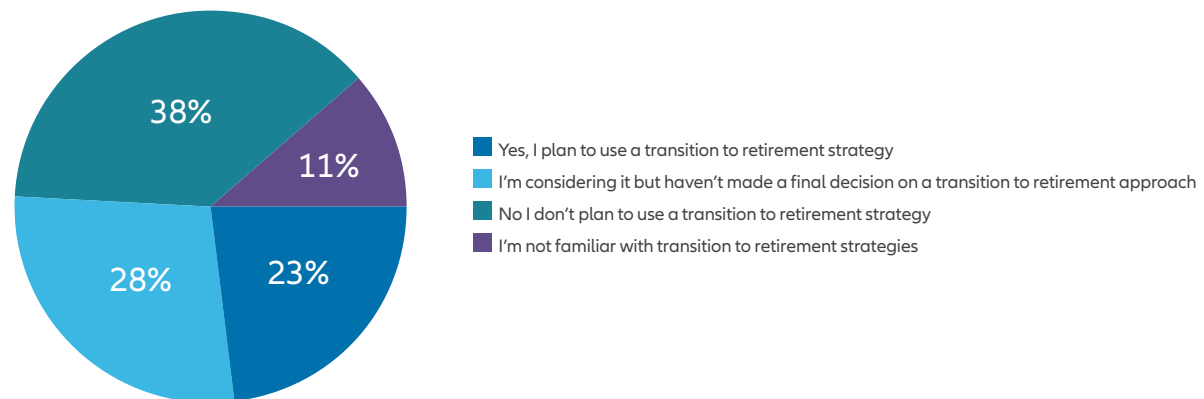 38%
11%
28%
23%
Yes, I plan to use a transition to retirement strategy
I'm considering it but haven't made a final decision on a transition to retirement approach
No I don't plan to use a transition to retirement strategy
I'm not familiar with transition to retirement strategies